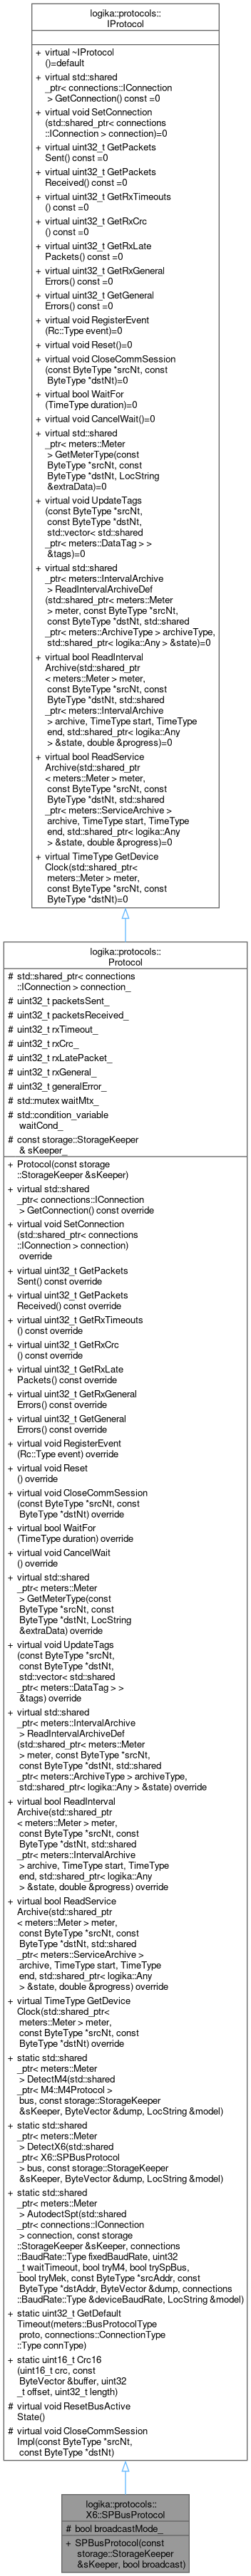 logika::protocols::
IProtocol
+ virtual ~IProtocol
()=default
+ virtual std::shared
_ptr< connections::IConnection
> GetConnection() const =0
+ virtual void SetConnection
(std::shared_ptr< connections
::IConnection > connection)=0
+ virtual uint32_t GetPackets
Sent() const =0
+ virtual uint32_t GetPackets
Received() const =0
+ virtual uint32_t GetRxTimeouts
() const =0
+ virtual uint32_t GetRxCrc
() const =0
+ virtual uint32_t GetRxLate
Packets() const =0
+ virtual uint32_t GetRxGeneral
Errors() const =0
+ virtual uint32_t GetGeneral
Errors() const =0
+ virtual void RegisterEvent
(Rc::Type event)=0
+ virtual void Reset()=0
+ virtual void CloseCommSession
(const ByteType *srcNt, const
ByteType *dstNt)=0
+ virtual bool WaitFor
(TimeType duration)=0
+ virtual void CancelWait()=0
+ virtual std::shared
_ptr< meters::Meter
> GetMeterType(const
ByteType *srcNt, const
ByteType *dstNt, LocString
&extraData)=0
+ virtual void UpdateTags
(const ByteType *srcNt,
const ByteType *dstNt,
std::vector< std::shared
_ptr< meters::DataTag > >
&tags)=0
+ virtual std::shared
_ptr< meters::IntervalArchive
> ReadIntervalArchiveDef
(std::shared_ptr< meters::Meter
> meter, const ByteType *srcNt,
const ByteType *dstNt, std::shared
_ptr< meters::ArchiveType > archiveType,
std::shared_ptr< logika::Any > &state)=0
+ virtual bool ReadInterval
Archive(std::shared_ptr
< meters::Meter > meter,
const ByteType *srcNt, const
ByteType *dstNt, std::shared
_ptr< meters::IntervalArchive
> archive, TimeType start, TimeType
end, std::shared_ptr< logika::Any
> &state, double &progress)=0
+ virtual bool ReadService
Archive(std::shared_ptr
< meters::Meter > meter,
const ByteType *srcNt, const
ByteType *dstNt, std::shared
_ptr< meters::ServiceArchive >
archive, TimeType start, TimeType
end, std::shared_ptr< logika::Any
> &state, double &progress)=0
+ virtual TimeType GetDevice
Clock(std::shared_ptr<
meters::Meter > meter,
const ByteType *srcNt, const
ByteType *dstNt)=0
logika::protocols::
Protocol
# std::shared_ptr< connections
::IConnection > connection_
# uint32_t packetsSent_
# uint32_t packetsReceived_
# uint32_t rxTimeout_
# uint32_t rxCrc_
# uint32_t rxLatePacket_
# uint32_t rxGeneral_
# uint32_t generalError_
# std::mutex waitMtx_
# std::condition_variable
waitCond_
# const storage::StorageKeeper
& sKeeper_
+ Protocol(const storage
::StorageKeeper &sKeeper)
+ virtual std::shared
_ptr< connections::IConnection
> GetConnection() const override
+ virtual void SetConnection
(std::shared_ptr< connections
::IConnection > connection)
override
+ virtual uint32_t GetPackets
Sent() const override
+ virtual uint32_t GetPackets
Received() const override
+ virtual uint32_t GetRxTimeouts
() const override
+ virtual uint32_t GetRxCrc
() const override
+ virtual uint32_t GetRxLate
Packets() const override
+ virtual uint32_t GetRxGeneral
Errors() const override
+ virtual uint32_t GetGeneral
Errors() const override
+ virtual void RegisterEvent
(Rc::Type event) override
+ virtual void Reset
() override
+ virtual void CloseCommSession
(const ByteType *srcNt, const
ByteType *dstNt) override
+ virtual bool WaitFor
(TimeType duration) override
+ virtual void CancelWait
() override
+ virtual std::shared
_ptr< meters::Meter
> GetMeterType(const
ByteType *srcNt, const
ByteType *dstNt, LocString
&extraData) override
+ virtual void UpdateTags
(const ByteType *srcNt,
const ByteType *dstNt,
std::vector< std::shared
_ptr< meters::DataTag > >
&tags) override
+ virtual std::shared
_ptr< meters::IntervalArchive
> ReadIntervalArchiveDef
(std::shared_ptr< meters::Meter
> meter, const ByteType *srcNt,
const ByteType *dstNt, std::shared
_ptr< meters::ArchiveType > archiveType,
std::shared_ptr< logika::Any > &state) override
+ virtual bool ReadInterval
Archive(std::shared_ptr
< meters::Meter > meter,
const ByteType *srcNt, const
ByteType *dstNt, std::shared
_ptr< meters::IntervalArchive
> archive, TimeType start, TimeType
end, std::shared_ptr< logika::Any
> &state, double &progress) override
+ virtual bool ReadService
Archive(std::shared_ptr
< meters::Meter > meter,
const ByteType *srcNt, const
ByteType *dstNt, std::shared
_ptr< meters::ServiceArchive >
archive, TimeType start, TimeType
end, std::shared_ptr< logika::Any
> &state, double &progress) override
+ virtual TimeType GetDevice
Clock(std::shared_ptr<
meters::Meter > meter,
const ByteType *srcNt, const
ByteType *dstNt) override
+ static std::shared
_ptr< meters::Meter
> DetectM4(std::shared
_ptr< M4::M4Protocol >
bus, const storage::StorageKeeper
&sKeeper, ByteVector &dump, LocString &model)
+ static std::shared
_ptr< meters::Meter
> DetectX6(std::shared
_ptr< X6::SPBusProtocol
> bus, const storage::StorageKeeper
&sKeeper, ByteVector &dump, LocString &model)
+ static std::shared
_ptr< meters::Meter
> AutodectSpt(std::shared
_ptr< connections::IConnection
> connection, const storage
::StorageKeeper &sKeeper, connections
::BaudRate::Type fixedBaudRate, uint32
_t waitTimeout, bool tryM4, bool trySpBus,
bool tryMek, const ByteType *srcAddr, const
ByteType *dstAddr, ByteVector &dump, connections
::BaudRate::Type &deviceBaudRate, LocString &model)
+ static uint32_t GetDefault
Timeout(meters::BusProtocolType
proto, connections::ConnectionType
::Type connType)
+ static uint16_t Crc16
(uint16_t crc, const
ByteVector &buffer, uint32
_t offset, uint32_t length)
# virtual void ResetBusActive
State()
# virtual void CloseCommSession
Impl(const ByteType *srcNt,
const ByteType *dstNt)
logika::protocols::
X6::SPBusProtocol
# bool broadcastMode_
+ SPBusProtocol(const
storage::StorageKeeper
&sKeeper, bool broadcast)